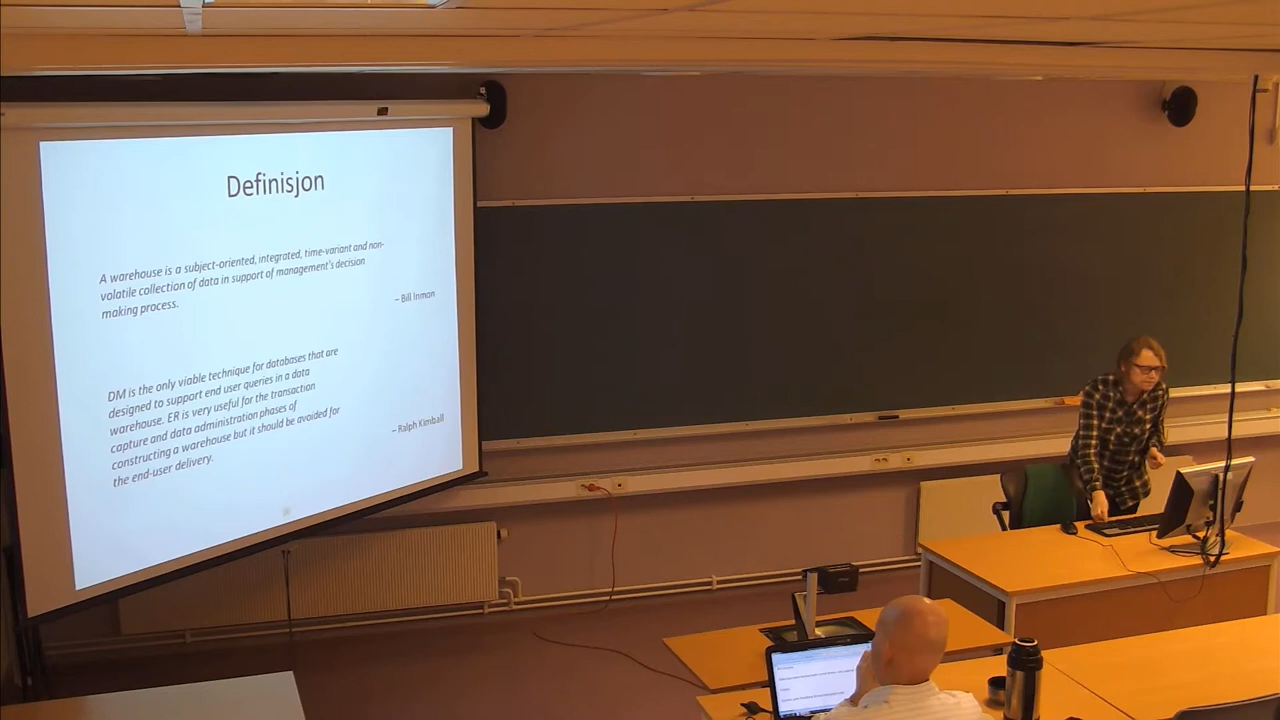 Definisjon
A warehouse is a subject-oriented, integrated, time-variant and non-
volatile collection of data in support of management's decision
making process.
– Bill Inmon
DM is the only viable technique for databases that are
designed to support end user queries in a data
warehouse. ER is very useful for the transaction
capture and data administration phases of
constructing a warehouse but it should be avoided for
the end-user delivery.
– Ralph Kimball